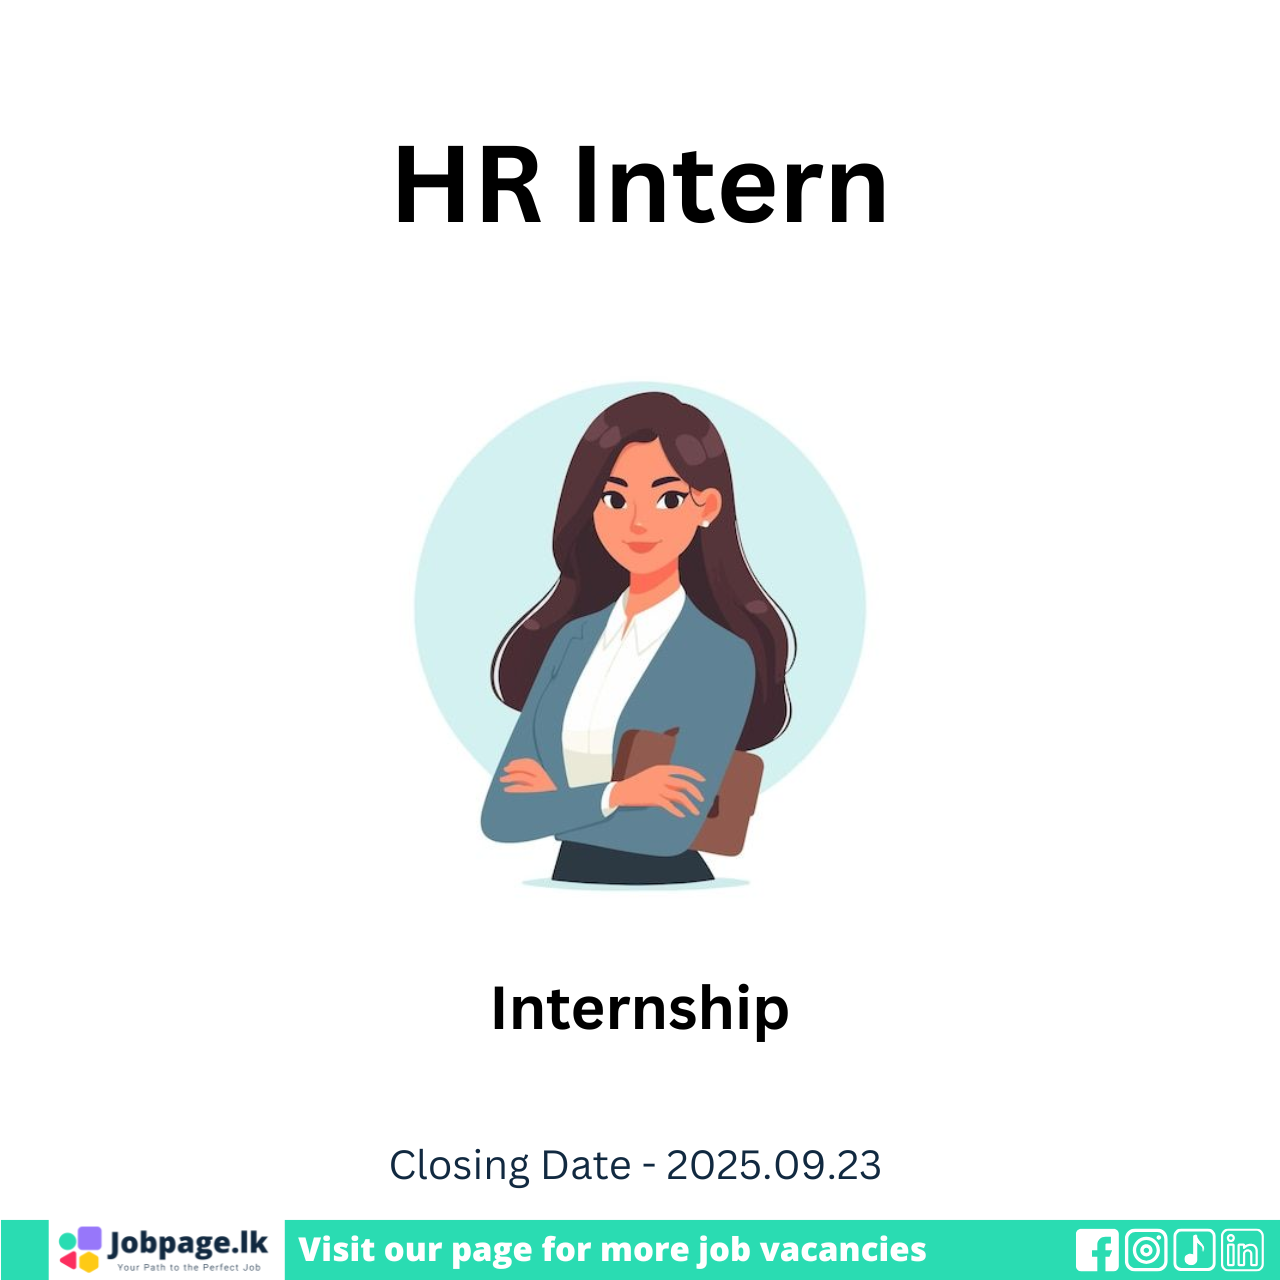 HR Intern
Internship
Closing Date - 2025.09.23
Jobpage.lk
Your Path to the Perfect Job
Visit our page for more job vacancies
in